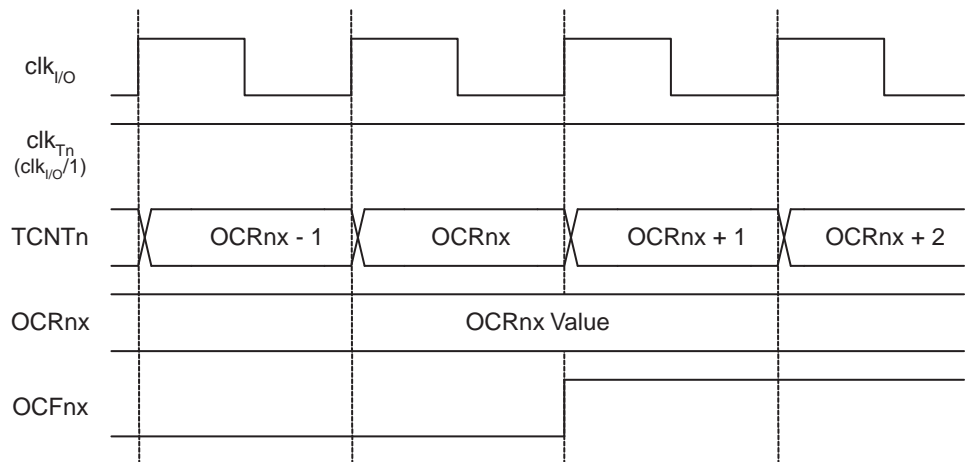 clkI/O
clkTn
(clkI/O/1)
TCNTn
OCRnx - 1
OCRnx
OCRnx + 1
OCRnx + 2
OCRnx
OCRnx Value
OCFnx